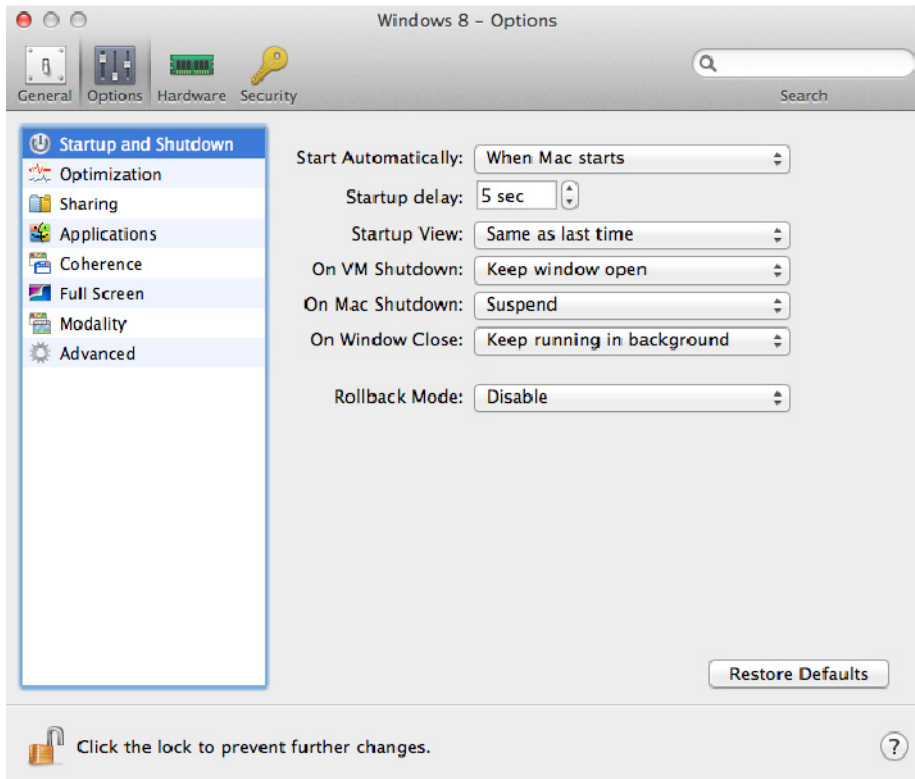 Windows 8 – Options
General Options Hardware Security
Search
Startup and Shutdown
Optimization
Sharing
Applications
Coherence
Full Screen
Modality
Advanced
Start Automatically: When Mac starts
Startup delay: 5 sec
Startup View: Same as last time
On VM Shutdown: Keep window open
On Mac Shutdown: Suspend
On Window Close: Keep running in background
Rollback Mode: Disable
Restore Defaults
Click the lock to prevent further changes.
?